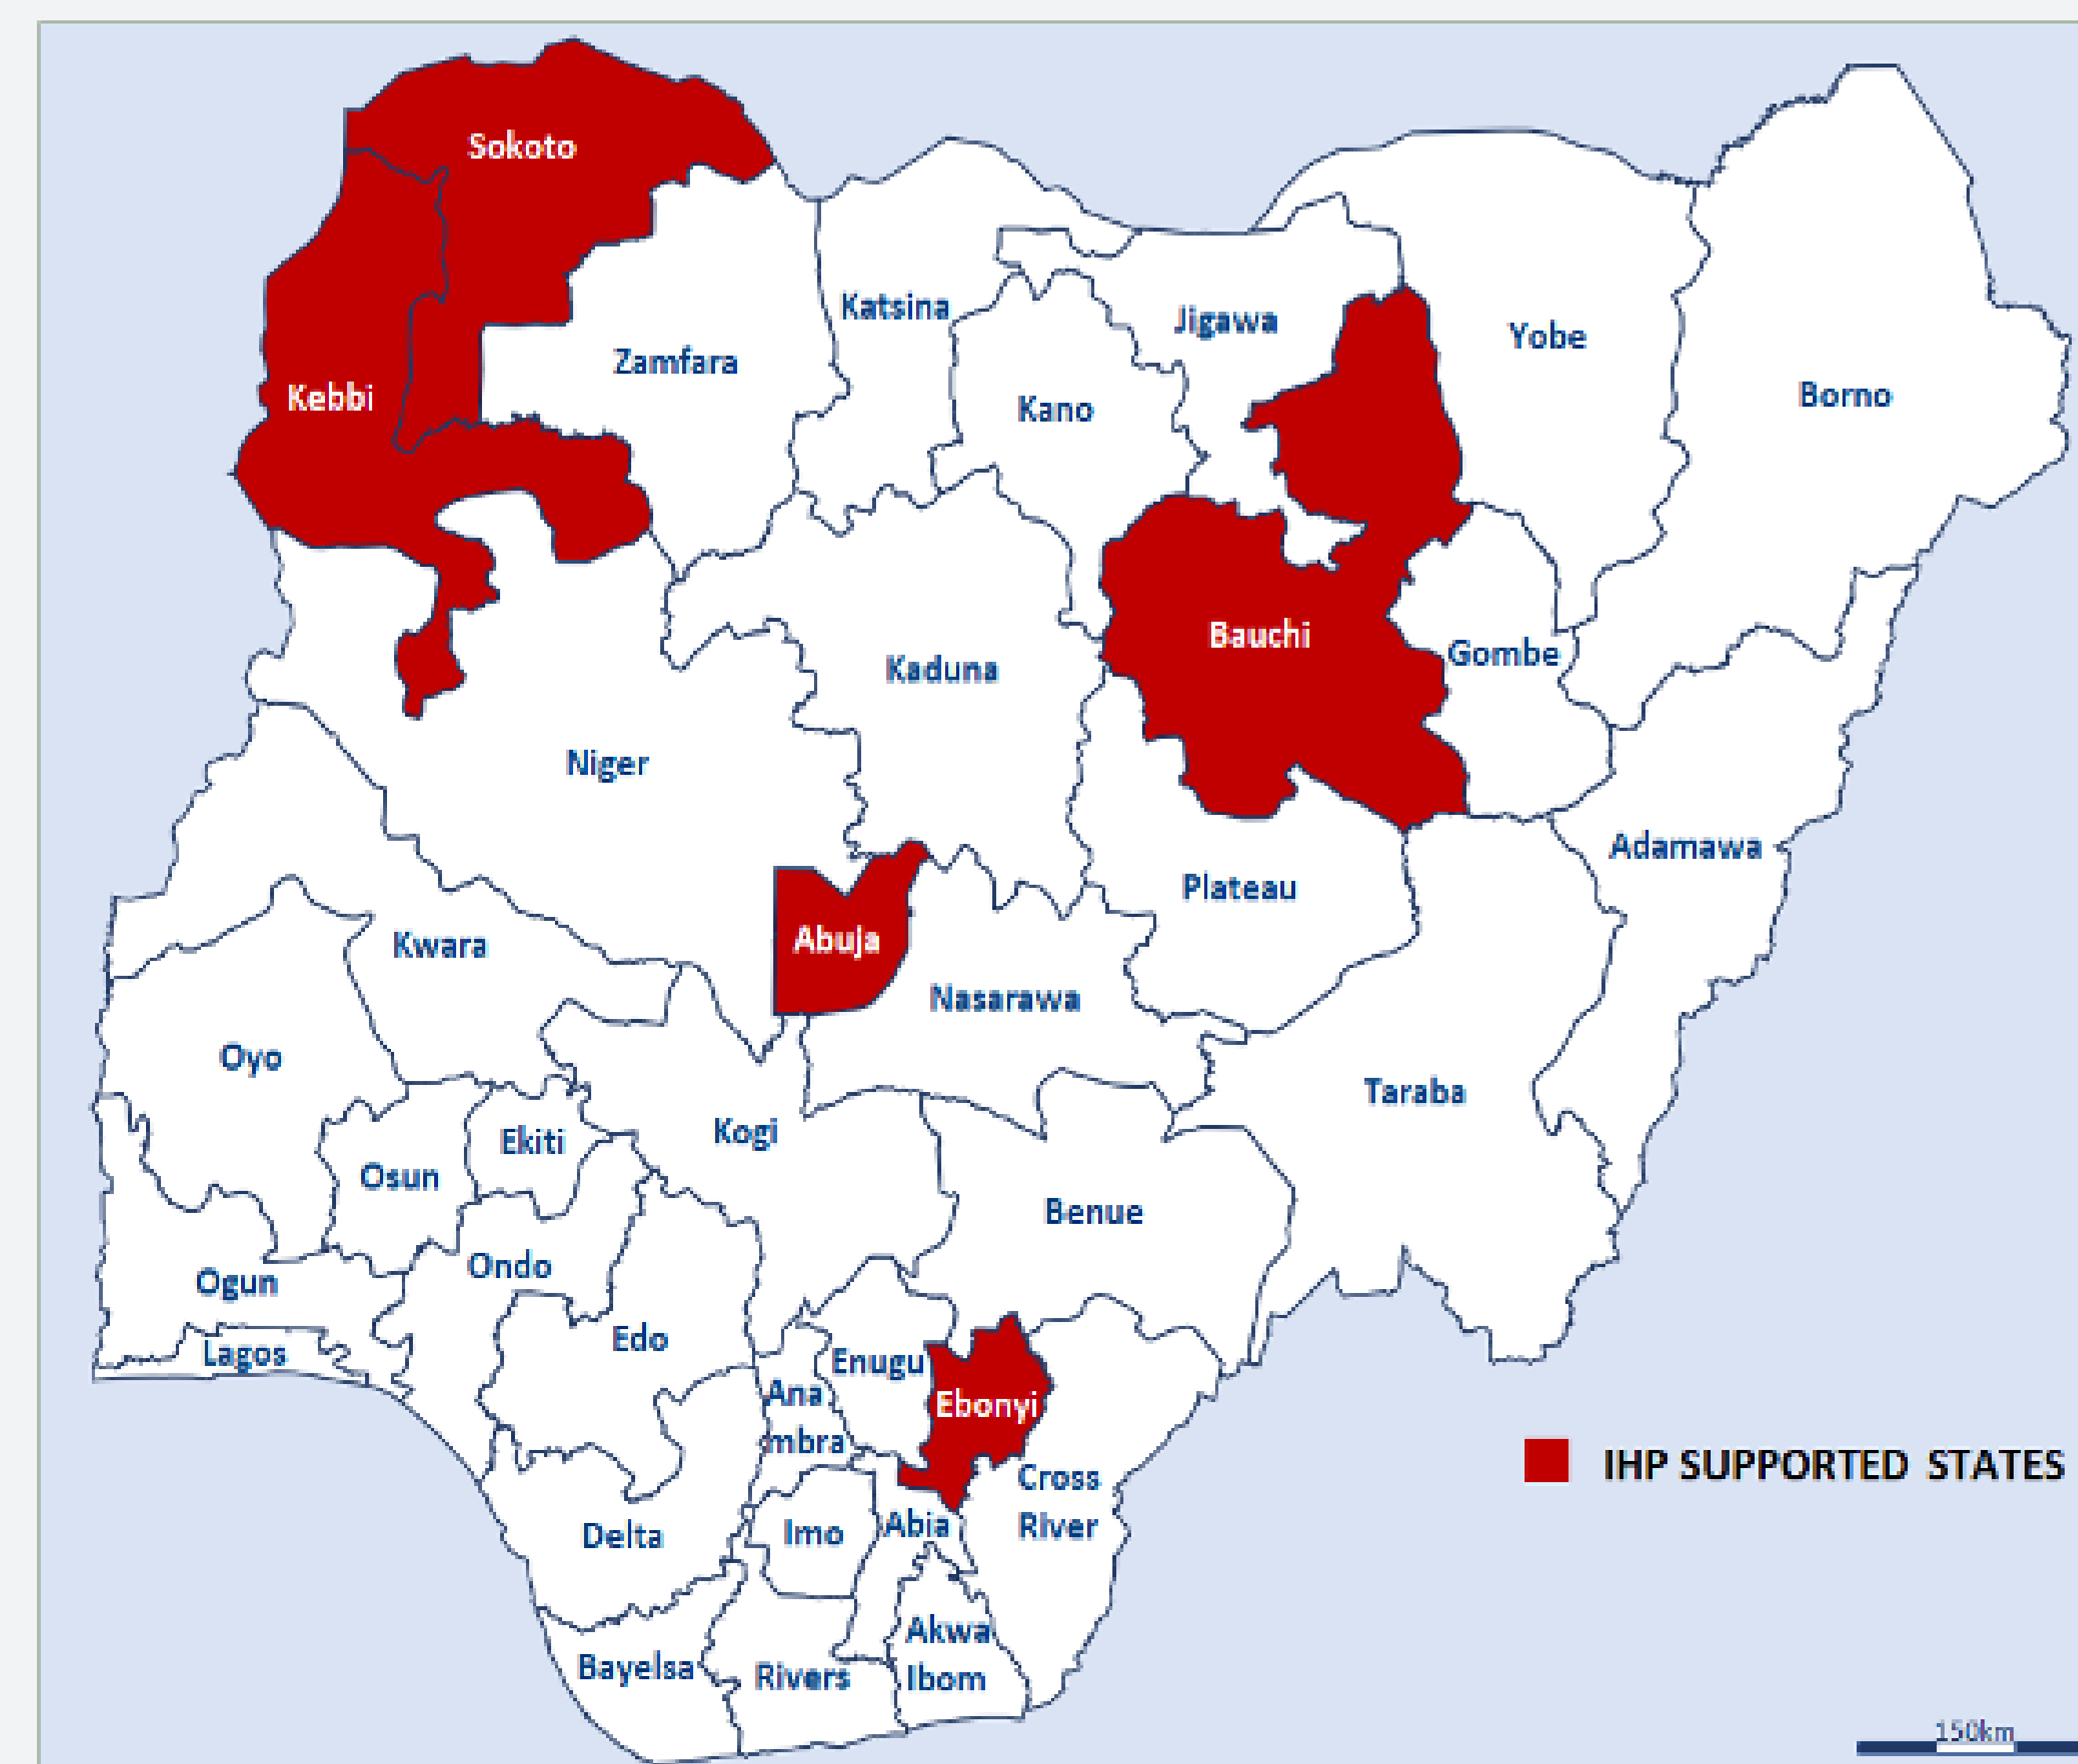 Sokoto
Katsina
Jigawa
Yobe
Zamfara
Kebbi
Kano
Borno
Bauchi
Gombe
Kaduna
Niger
Adamawa
Plateau
Abuja
Kwara
Nasarawa
Oyo
Taraba
Kogi
Ekiti
Osun
Benue
Ondo
Ogun
Edo
Lagos
Enugu
Ana
mbra
Ebonyi
IHP SUPPORTED STATES
Cross
River
Abia
Imo
Delta
Akwa
Ibom
Bayelsa
Rivers
150km